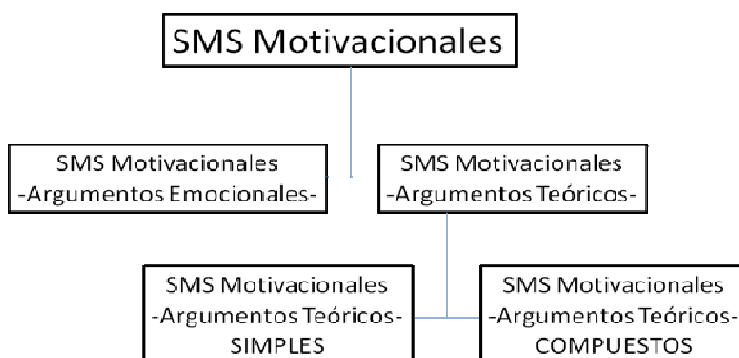 SMS Motivacionales
SMS Motivacionales
-Argumentos Emocionales-
SMS Motivacionales
-Argumentos Teóricos-
SMS Motivacionales
-Argumentos Teóricos-
SIMPLES
SMS Motivacionales
-Argumentos Teóricos-
COMPUESTOS